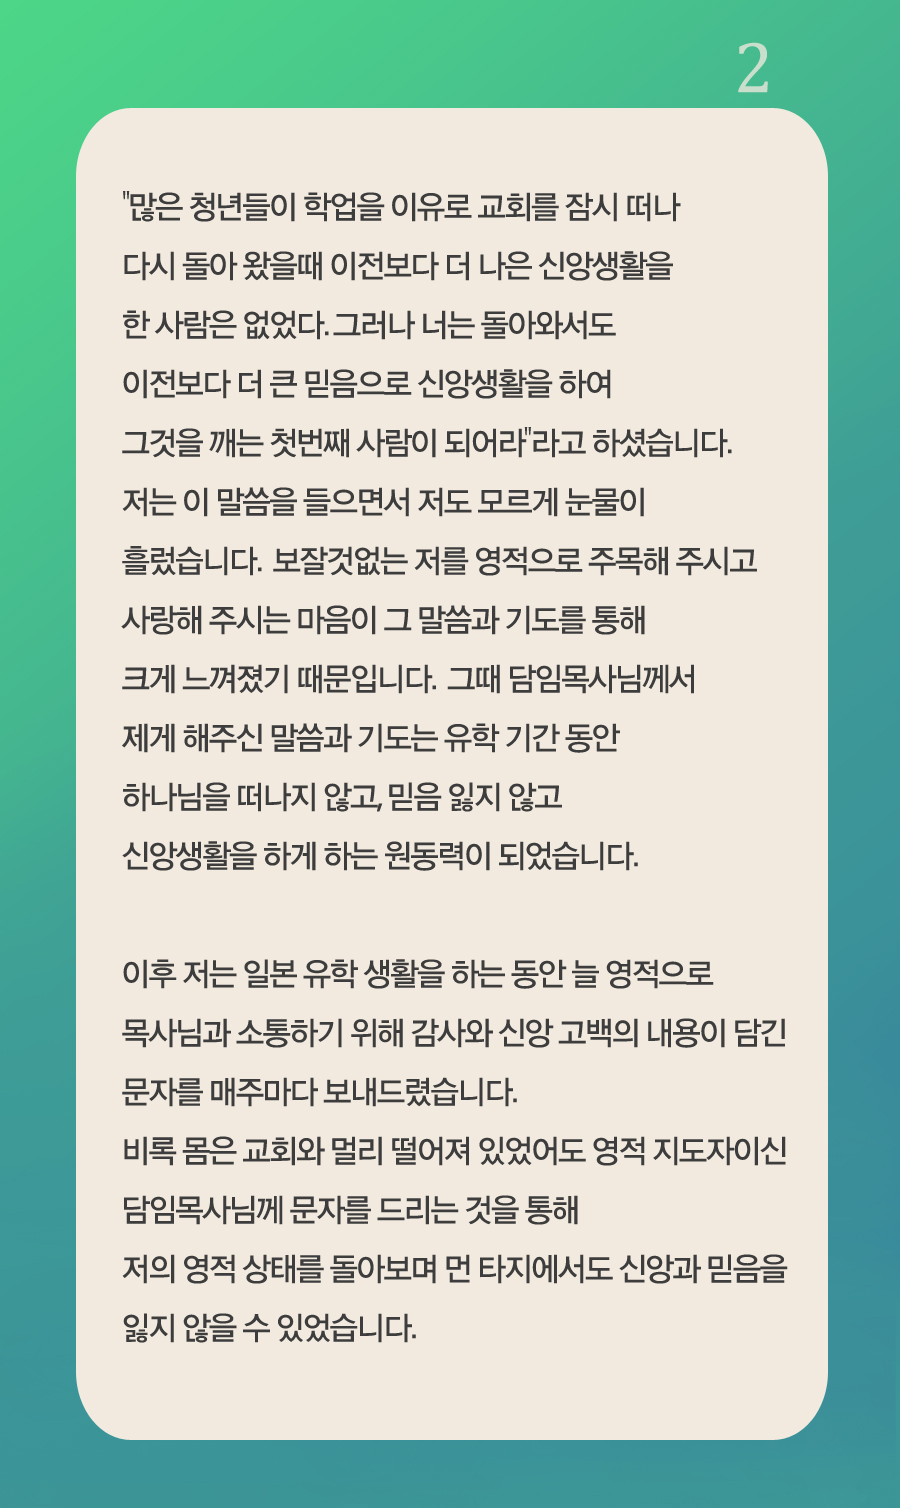 2
"많은 청년들이 학업을 이유로 교회를 잠시 떠나
다시 돌아 왔을때 이전보다 더 나은 신앙생활을
한 사람은 없었다. 그러나 너는 돌아와서도
이전보다 더 큰 믿음으로 신앙생활을 하여
그것을 깨는 첫번째 사람이 되어라"라고 하셨습니다.
저는 이 말씀을 들으면서 저도 모르게 눈물이
흘렀습니다. 보잘것없는 저를 영적으로 주목해 주시고
사랑해 주시는 마음이 그 말씀과 기도를 통해
크게 느껴졌기 때문입니다. 그때 담임목사님께서
제게 해주신 말씀과 기도는 유학 기간 동안
하나님을 떠나지 않고, 믿음 잃지 않고
신앙생활을 하게 하는 원동력이 되었습니다.
이후 저는 일본 유학 생활을 하는 동안 늘 영적으로
목사님과 소통하기 위해 감사와 신앙 고백의 내용이 담긴
문자를 매주마다 보내드렸습니다.
비록 몸은 교회와 멀리 떨어져 있었어도 영적 지도자이신
담임목사님께 문자를 드리는 것을 통해
저의 영적 상태를 돌아보며 먼 타지에서도 신앙과 믿음을
잃지 않을 수 있었습니다.